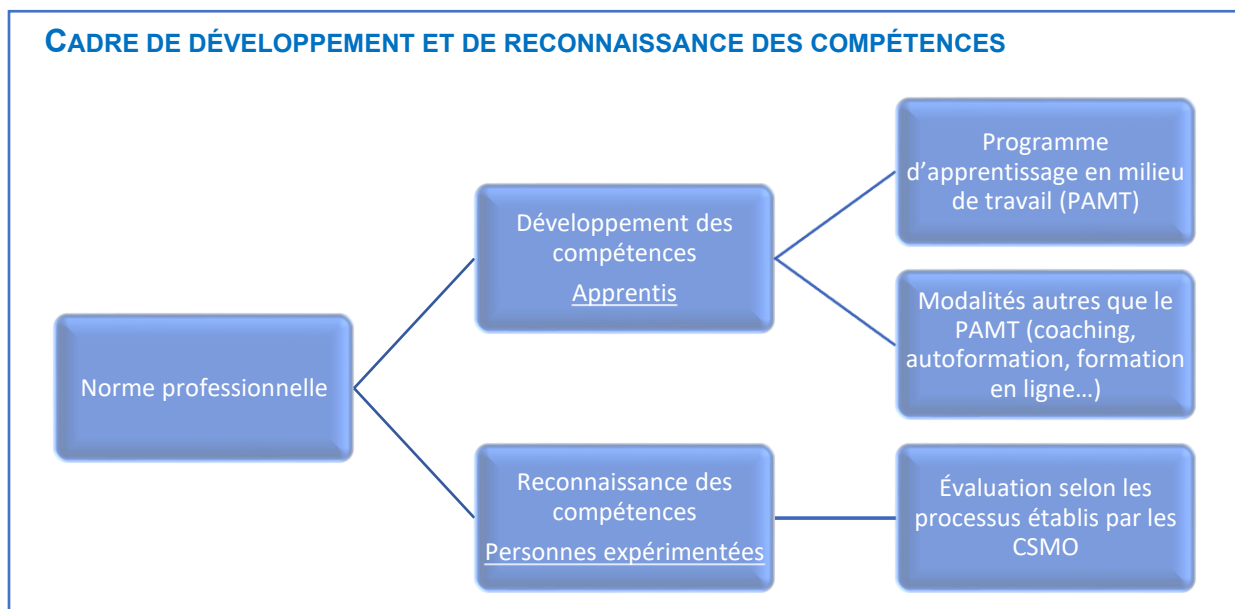 CADRE DE DÉVELOPPEMENT ET DE RECONNAISSANCE DES COMPÉTENCES
Norme professionnelle
Développement des
compétences
Apprentis
Programme
d’apprentissage en milieu
de travail (PAMT)
Modalités autres que le
PAMT (coaching,
autoformation, formation
en ligne…)
Reconnaissance des
compétences
Personnes expérimentées
Évaluation selon les
processus établis par les
CSMO